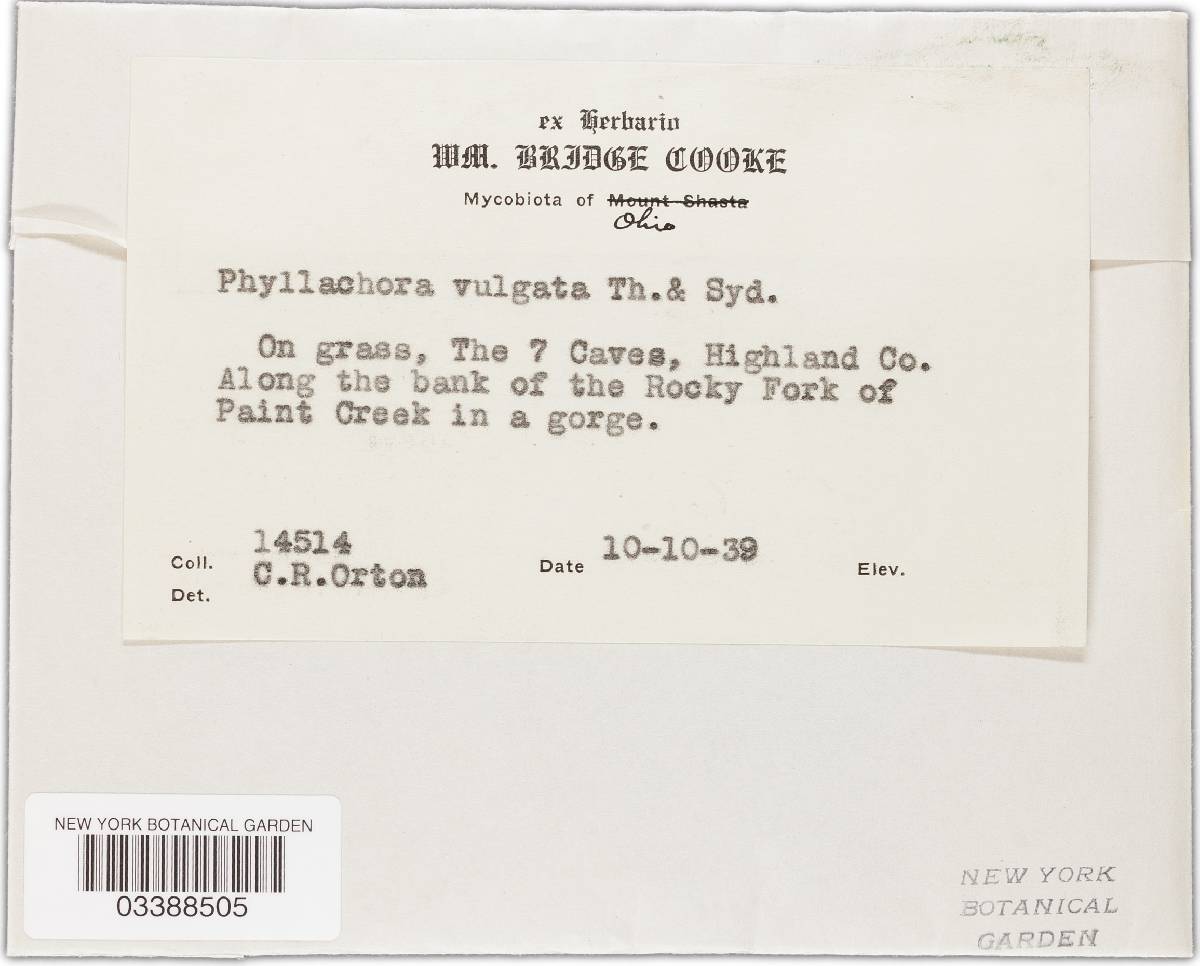 ex Herbario
WM. BRIDGE COOKE
Mycobiota of Mount Shasta
Ohio
Phyllachora vulgata Th.& Syd.
On grass, The 7 Caves, Highland Co.
Along the bank of the Rocky Fork of
Paint Creek in a gorge.
Coll. 14514 Date 10-10-39 Elev.
Det. C.R.Orton
NEW YORK BOTANICAL GARDEN
03388505
NEW YORK
BOTANICAL
GARDEN